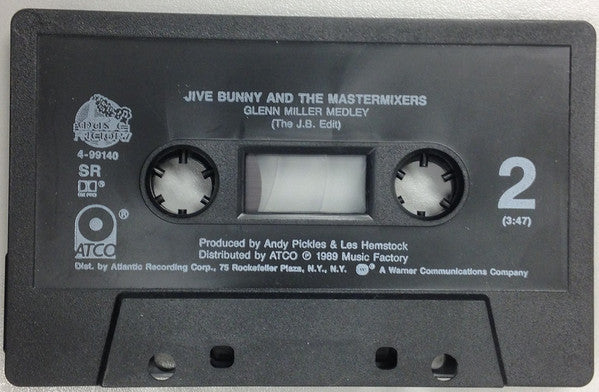 JIVE BUNNY AND THE MASTERMIXERS
GLENN MILLER MEDLEY
(The J.B. Edit)
4-99140
SR
2
(3:47)
ATCO
®
Produced by Andy Pickles & Les Hemstock
Distributed by ATCO ℗ 1989 Music Factory
Dist. by Atlantic Recording Corp., 75 Rockefeller Plaza, N.Y., N.Y. ® A Warner Communications Company